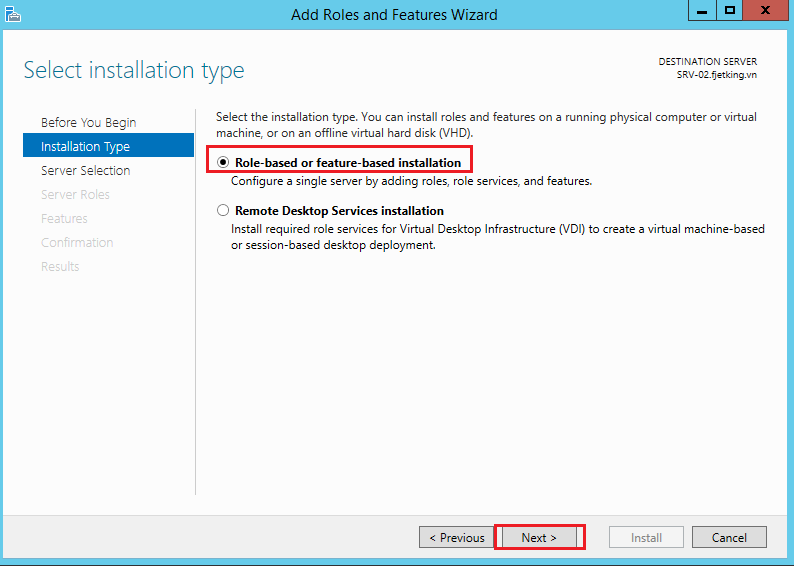 Add Roles and Features Wizard
Select installation type
DESTINATION SERVER
SRV-02.fjetking.vn
Before You Begin
Installation Type
Server Selection
Server Roles
Features
Confirmation
Results
Select the installation type. You can install roles and features on a running physical computer or virtual
machine, or on an offline virtual hard disk (VHD).
Role-based or feature-based installation
Configure a single server by adding roles, role services, and features.
Remote Desktop Services installation
Install required role services for Virtual Desktop Infrastructure (VDI) to create a virtual machine-based
or session-based desktop deployment.
< Previous Next > Install Cancel